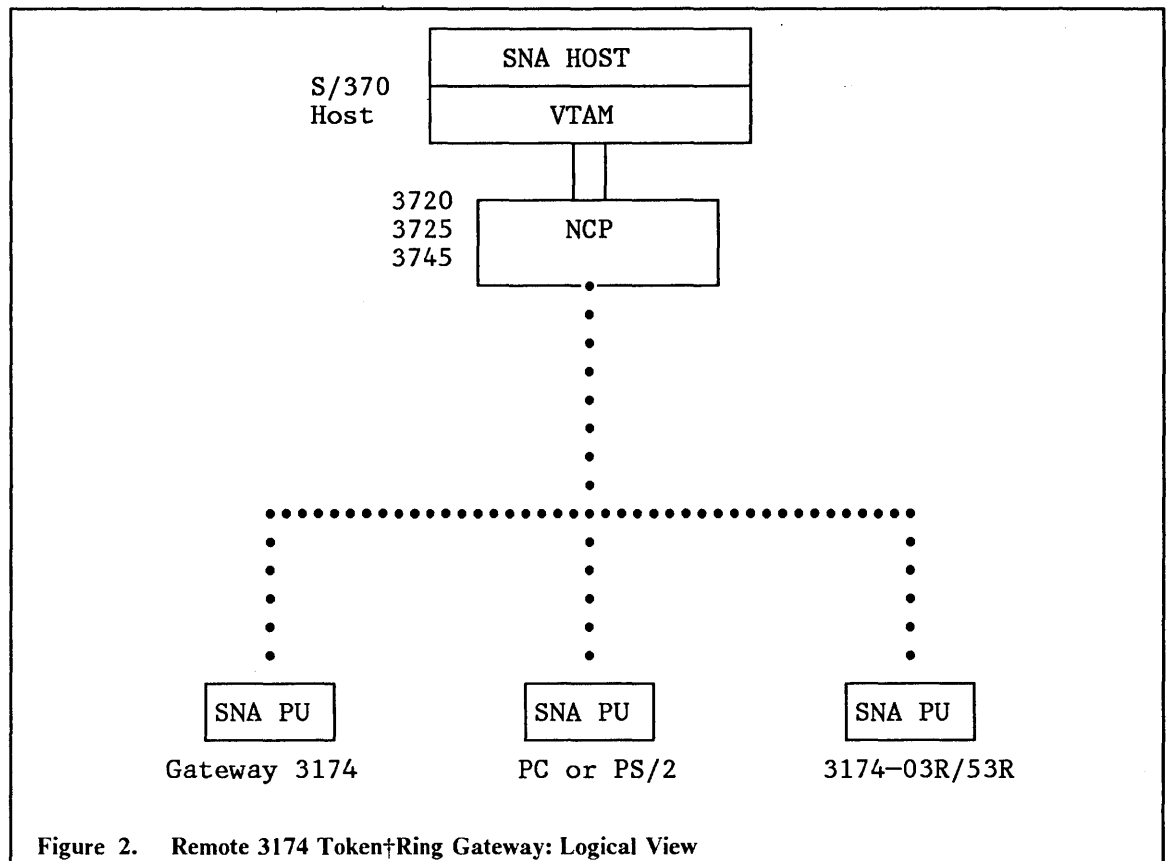 SNA HOST
S/370
Host
VTAM
3720
3725
3745
NCP
SNA PU
SNA PU
SNA PU
Gateway 3174
PC or PS/2
3174—03R/53R
Figure 2. Remote 3174 Token†Ring Gateway: Logical View